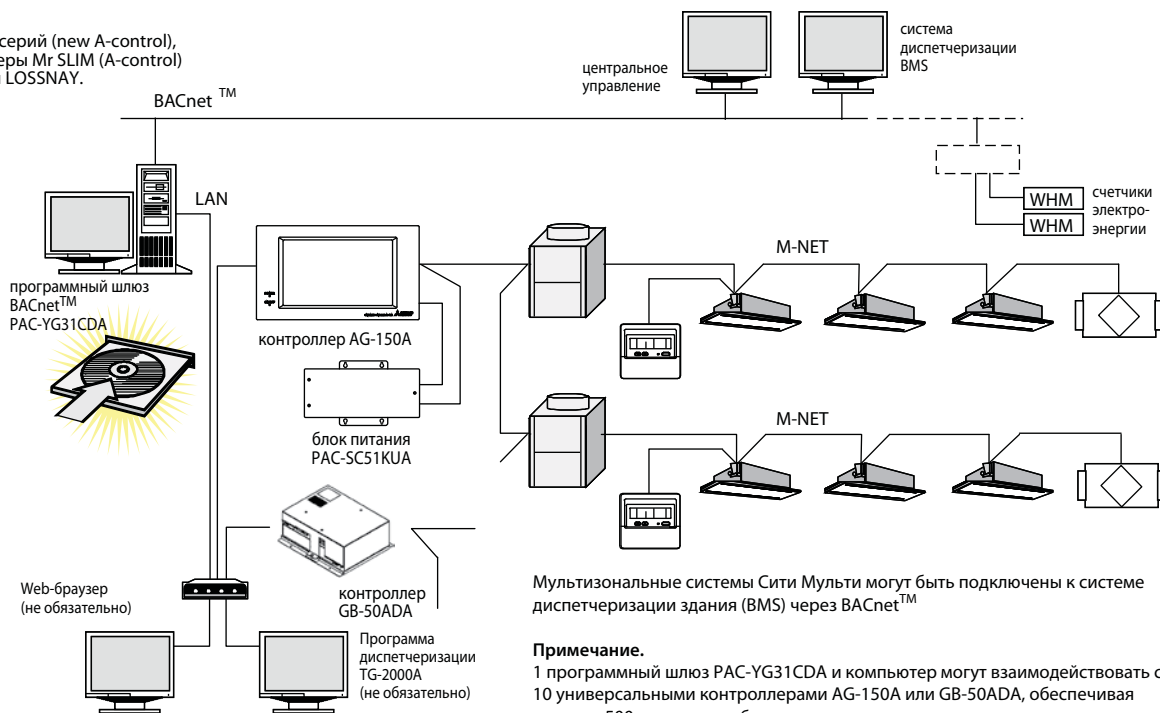 серий (new A-control),
еры Mr SLIM (A-control)
LOSSNAY.
BACnet TM
центральное
управление
система
диспетчеризации
BMS
LAN
WHM
WHM
счетчики
электро-
энергии
программный шлюз
BACnetTM
PAC-YG31CDA
контроллер AG-150A
блок питания
PAC-SC51KUA
M-NET
M-NET
контроллер
GB-50ADA
Web-браузер
(не обязательно)
Программа
диспетчеризации
TG-2000A
(не обязательно)
Мультизональные системы Сити Мульти могут быть подключены к системе
диспетчеризации здания (BMS) через BACnetTM
Примечание.
1 программный шлюз PAC-YG31CDA и компьютер могут взаимодействовать с
10 универсальными контроллерами AG-150A или GB-50ADA, обеспечивая